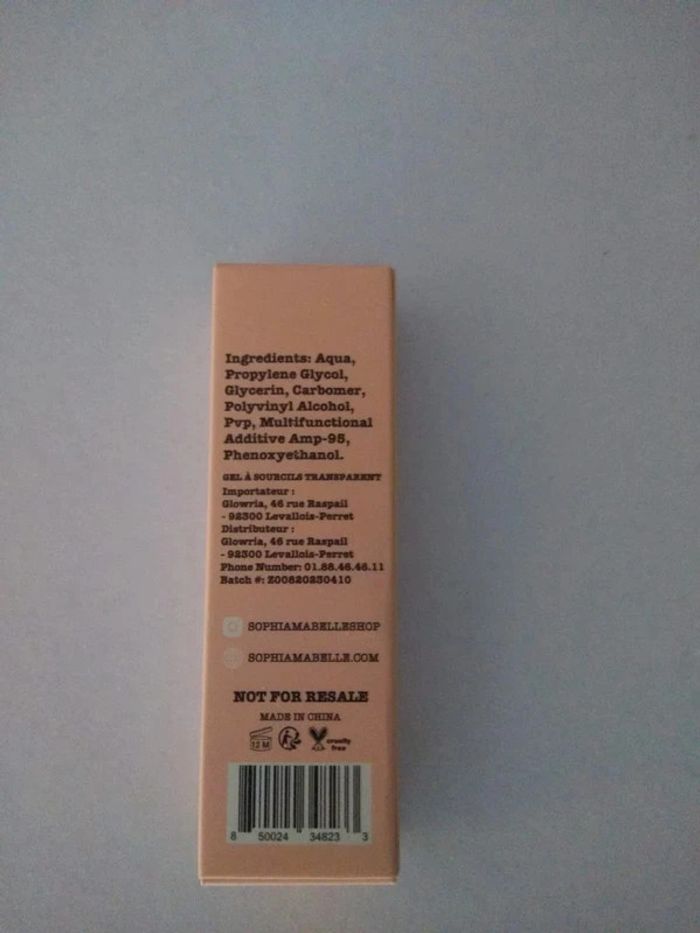 Ingredients: Aqua,
Propylene Glycol,
Glycerin, Carbomer,
Polyvinyl Alcohol,
Pvp, Multifunctional
Additive Amp-95,
Phenoxyethanol.
GEL À SOURCILS TRANSPARENT
Importateur :
Glowria, 46 rue Raspail
- 92300 Levallois-Perret
Distributeur :
Glowria, 46 rue Raspail
- 92300 Levallois-Perret
Phone Number: 01.88.46.46.11
Batch #: Z00820230410
SOPHIAMABELLESHOP
SOPHIAMABELLE.COM
NOT FOR RESALE
MADE IN CHINA
12 M
cruelty
free
8 50024 34823 3